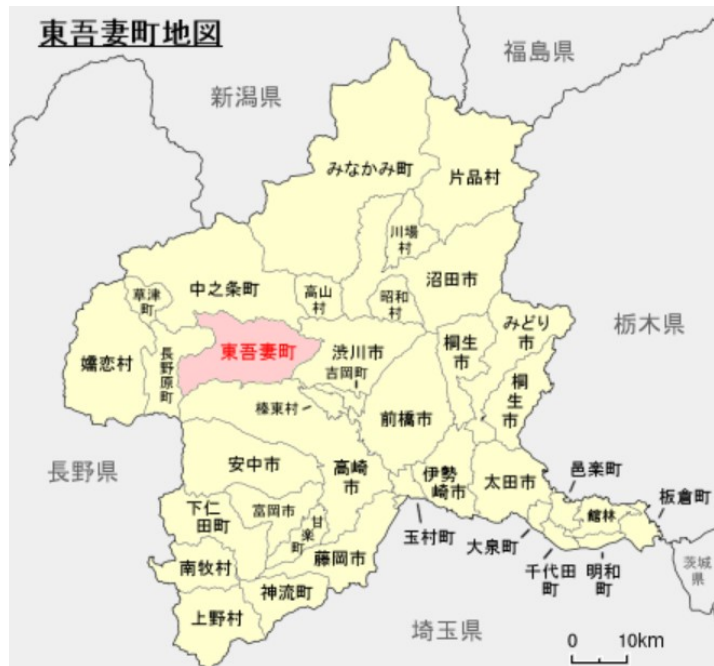 東吾妻町地図
福島県
新潟県
みなかみ町
片品村
川場
村
沼田市
中之条町
草津
町
高山
村
昭和
村
栃木県
みどり
市
桐生
市
東吾妻町
渋川市
嬬恋村
長野原町
吉岡町
桐生市
榛東村
前橋市
長野県
安中市
高崎
市
伊勢
崎市
太田市
邑楽町
板倉町
下仁
田町
富岡市
甘楽町
館林
玉村町
大泉町
藤岡市
千代田
町
明和
町
茨城県
南牧村
神流町
上野村
埼玉県
0 10km